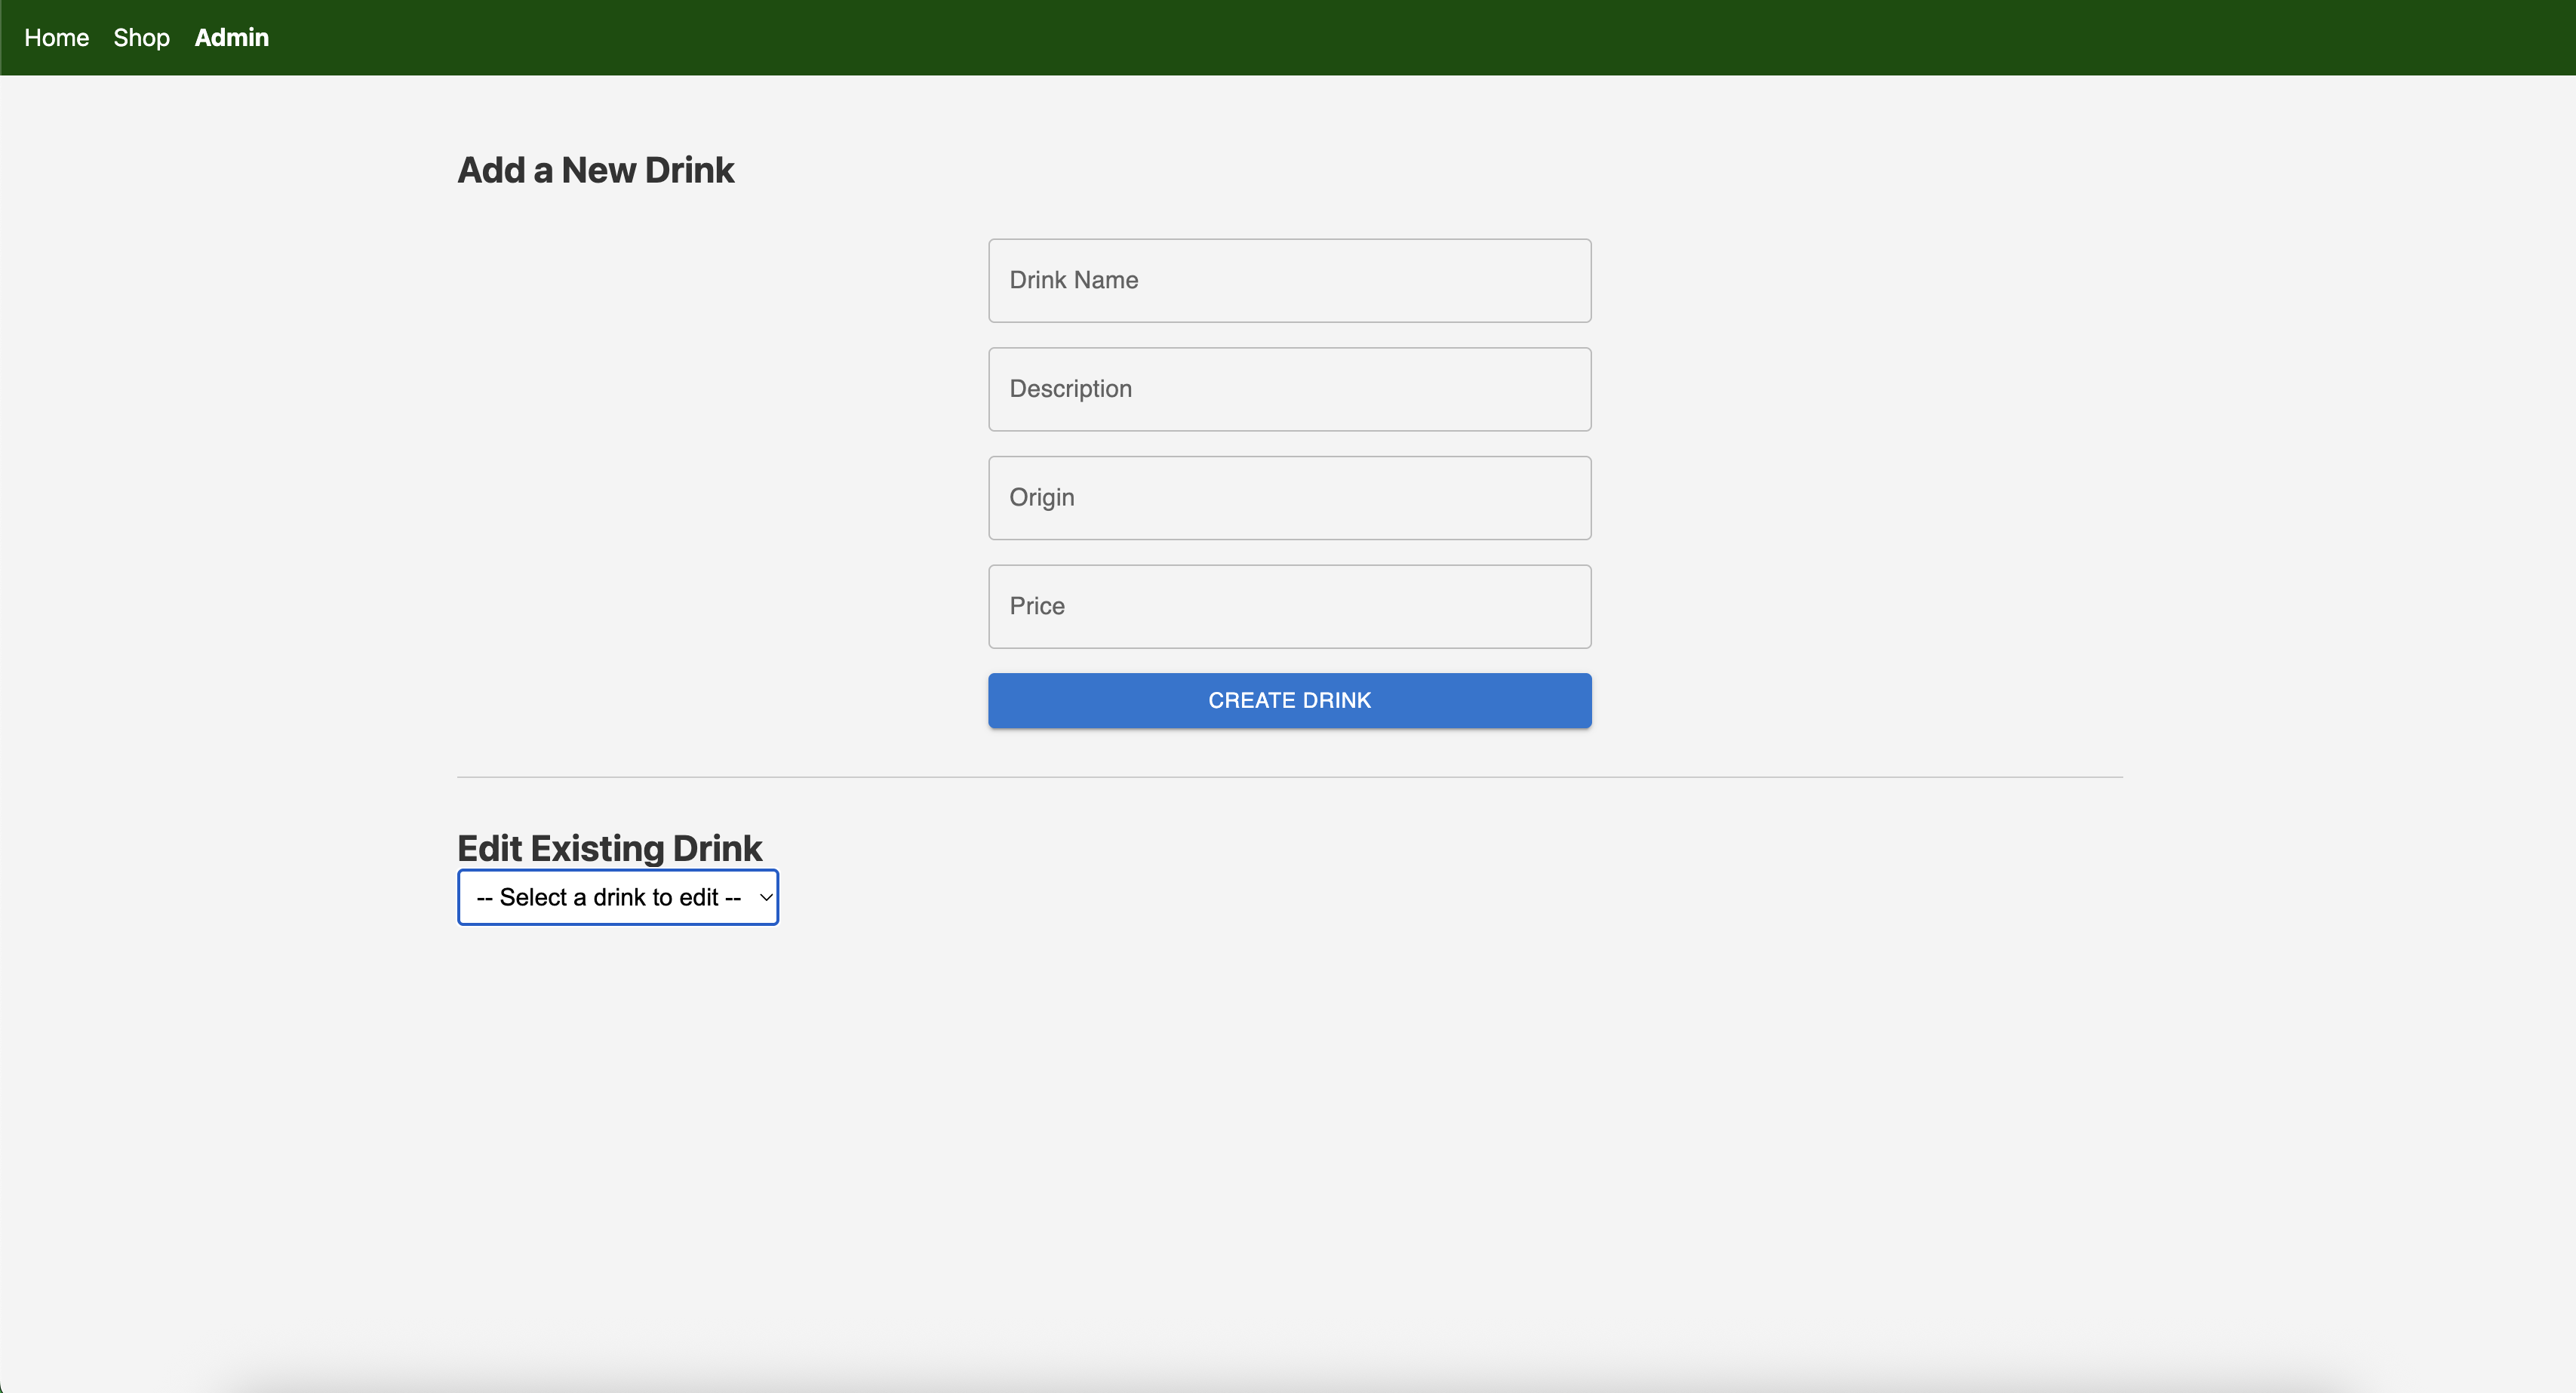 Home Shop Admin
Add a New Drink
Drink Name
Description
Origin
Price
CREATE DRINK
Edit Existing Drink
-- Select a drink to edit --